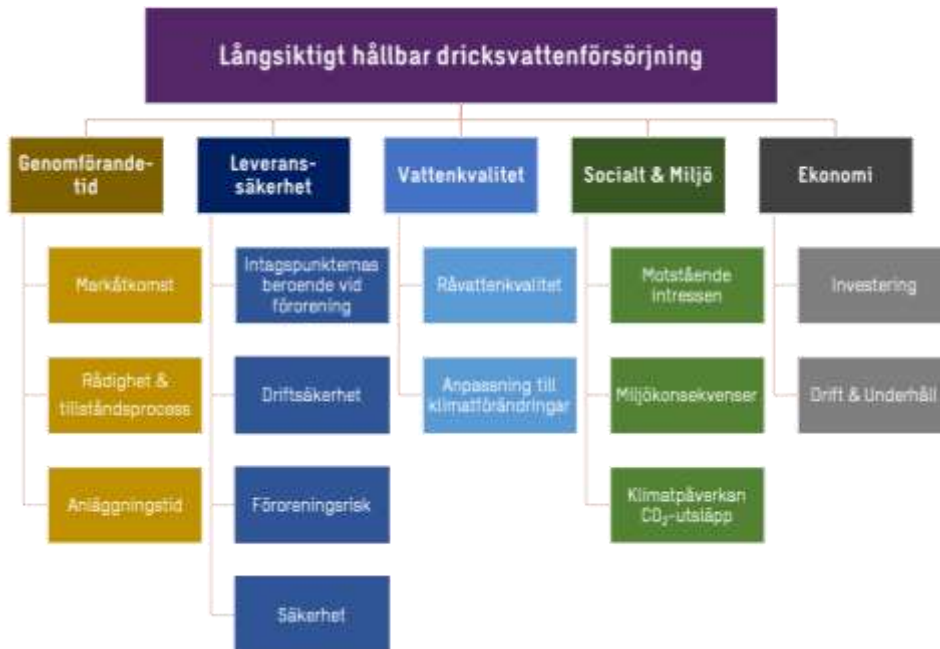 Långsiktigt hållbar dricksvattenförsörjning
Genomförande-
tid
Markåtkomst
Rådighet &
tillståndsprocess
Anläggningstid
Leverans-
säkerhet
Intagspunkternas
beroende vid
förorening
Driftsäkerhet
Föroreningsrisk
Säkerhet
Vattenkvalitet
Råvattenkvalitet
Anpassning till
klimatförändringar
Socialt & Miljö
Motstående
intressen
Miljökonsekvenser
Klimatpåverkan
CO₂-utsläpp
Ekonomi
Investering
Drift & Underhåll